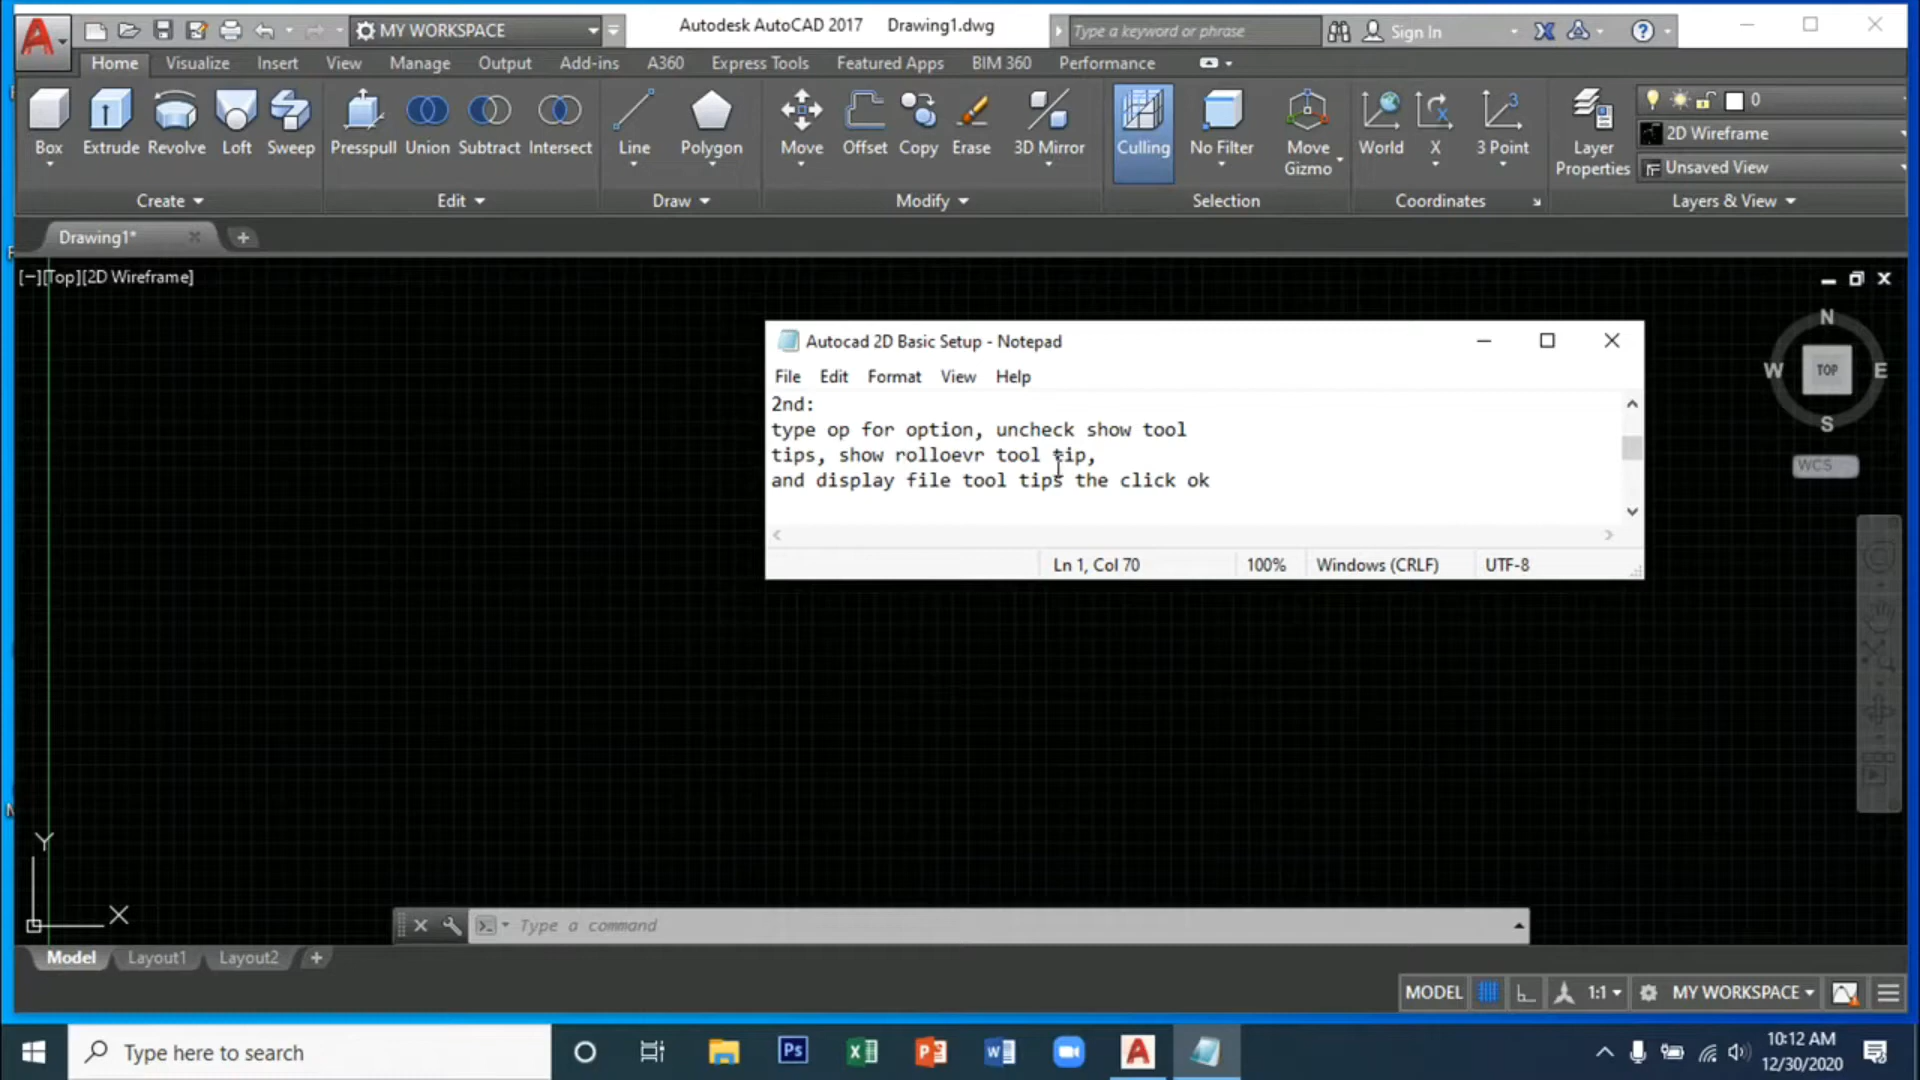 MY WORKSPACE
Autodesk AutoCAD 2017 Drawing1.dwg
Type a keyword or phrase
Sign In
Home Visualize Insert View Manage Output Add-ins A360 Express Tools Featured Apps BIM 360 Performance
Box Extrude Revolve Loft Sweep Presspull Union Subtract Intersect Line Polygon Move Offset Copy Erase 3D Mirror Culling No Filter Move Gizmo World X 3 Point Layer Properties
0
2D Wireframe
Unsaved View
Create Edit Draw Modify Selection Coordinates Layers & View
Drawing1*
[−][Top][2D Wireframe]
N
W TOP E
S
WCS
Autocad 2D Basic Setup - Notepad
File Edit Format View Help
2nd:
type op for option, uncheck show tool
tips, show rolloevr tool tip,
and display file tool tips the click ok
Ln 1, Col 70 100% Windows (CRLF) UTF-8
Y
X
Type a command
Model Layout1 Layout2
MODEL 1:1 MY WORKSPACE
Type here to search
Ps
10:12 AM
12/30/2020